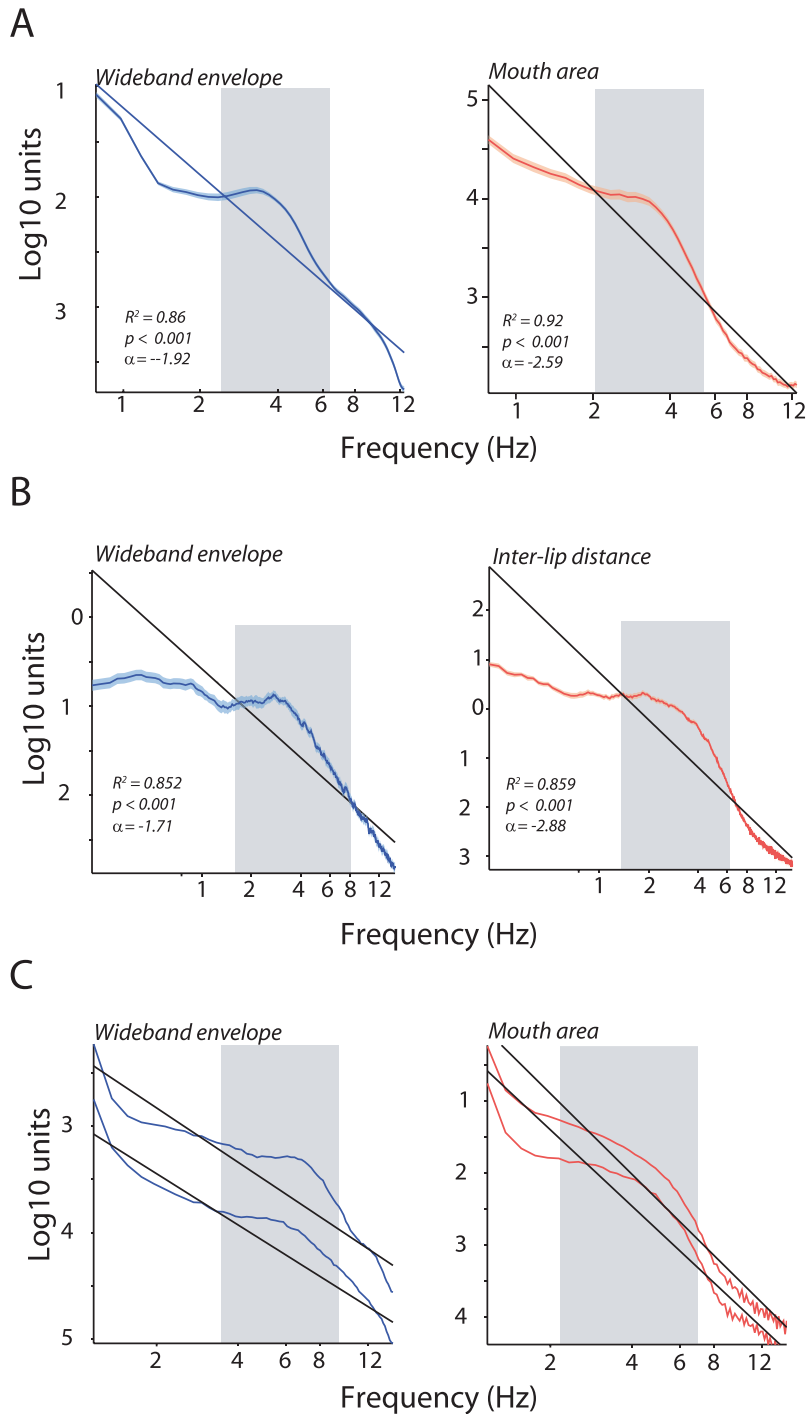 A
Wideband envelope
Mouth area
Log10 units
1
2
3
R² = 0.86
p < 0.001
α = --1.92
1 2 4 6 8 12
5
4
3
R² = 0.92
p < 0.001
α = -2.59
1 2 4 6 8 12
Frequency (Hz)
B
Wideband envelope
Inter-lip distance
Log10 units
0
1
2
R² = 0.852
p < 0.001
α = -1.71
1 2 4 6 8 12
2
1
0
1
2
3
R² = 0.859
p < 0.001
α = -2.88
1 2 4 6 8 12
Frequency (Hz)
C
Wideband envelope
Mouth area
Log10 units
3
4
5
2 4 6 8 12
1
2
3
4
2 4 6 8 12
Frequency (Hz)